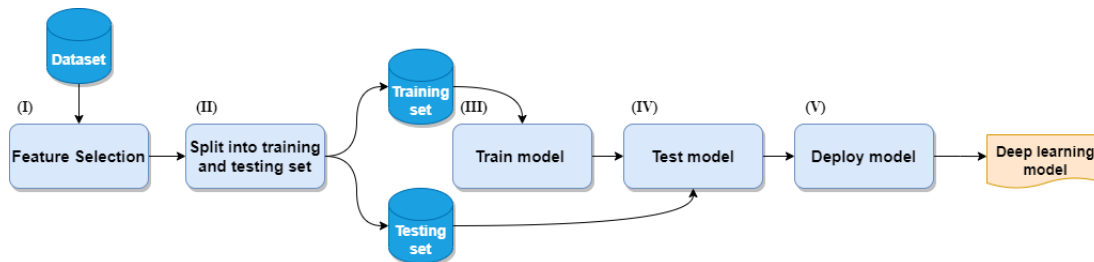 Dataset
(I)
Feature Selection
(II)
Split into training
and testing set
Training
set
Testing
set
(III)
Train model
(IV)
Test model
(V)
Deploy model
Deep learning
model